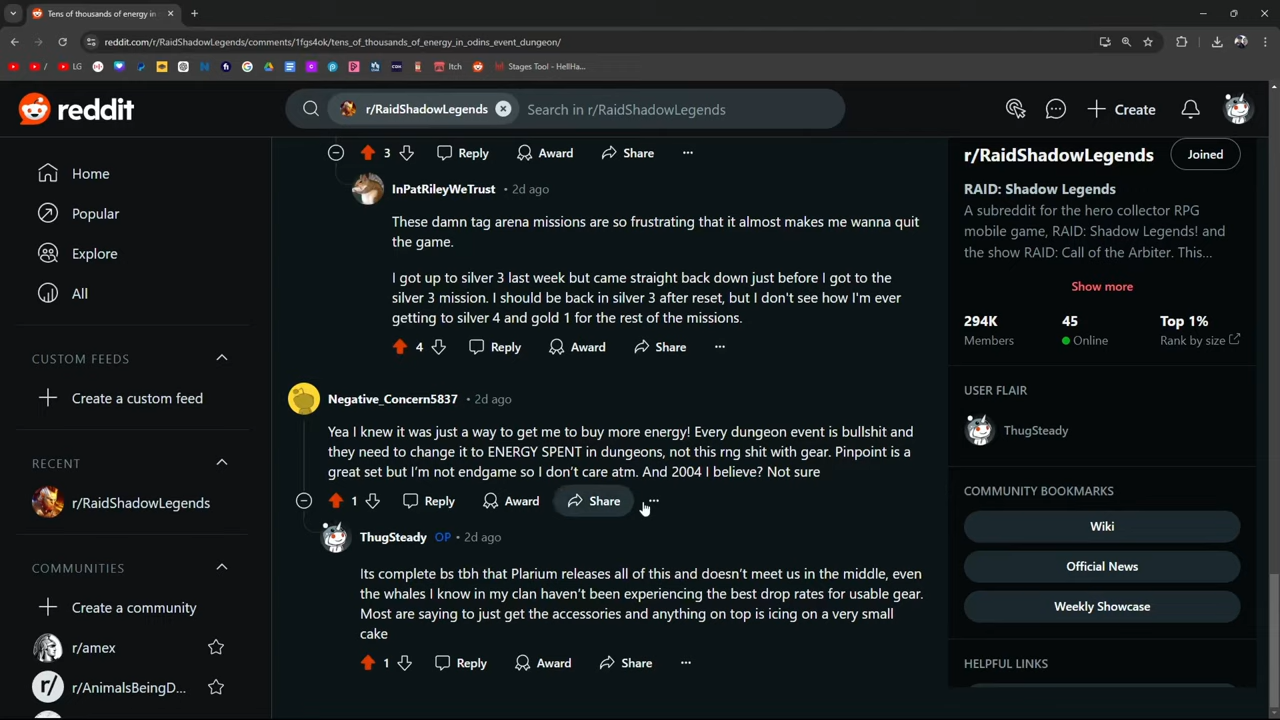 Tens of thousands of energy in
reddit.com/r/RaidShadowLegends/comments/1fgs4ok/tens_of_thousands_of_energy_in_odins_event_dungeon/
LG
Itch
Stages Tool - HellHa...
reddit
r/RaidShadowLegends
Search in r/RaidShadowLegends
Create
Home
Popular
Explore
All
CUSTOM FEEDS
Create a custom feed
RECENT
r/RaidShadowLegends
COMMUNITIES
Create a community
r/amex
r/AnimalsBeingD...
3 Reply Award Share
InPatRileyWeTrust • 2d ago
These damn tag arena missions are so frustrating that it almost makes me wanna quit
the game.
I got up to silver 3 last week but came straight back down just before I got to the
silver 3 mission. I should be back in silver 3 after reset, but I don't see how I'm ever
getting to silver 4 and gold 1 for the rest of the missions.
4 Reply Award Share
Negative_Concern5837 • 2d ago
Yea I knew it was just a way to get me to buy more energy! Every dungeon event is bullshit and
they need to change it to ENERGY SPENT in dungeons, not this rng shit with gear. Pinpoint is a
great set but I’m not endgame so I don’t care atm. And 2004 I believe? Not sure
1 Reply Award Share
ThugSteady OP • 2d ago
Its complete bs tbh that Plarium releases all of this and doesn’t meet us in the middle, even
the whales I know in my clan haven’t been experiencing the best drop rates for usable gear.
Most are saying to just get the accessories and anything on top is icing on a very small
cake
1 Reply Award Share
r/RaidShadowLegends Joined
RAID: Shadow Legends
A subreddit for the hero collector RPG
mobile game, RAID: Shadow Legends! and
the show RAID: Call of the Arbiter. This...
Show more
294K 45 Top 1%
Members Online Rank by size
USER FLAIR
ThugSteady
COMMUNITY BOOKMARKS
Wiki
Official News
Weekly Showcase
HELPFUL LINKS